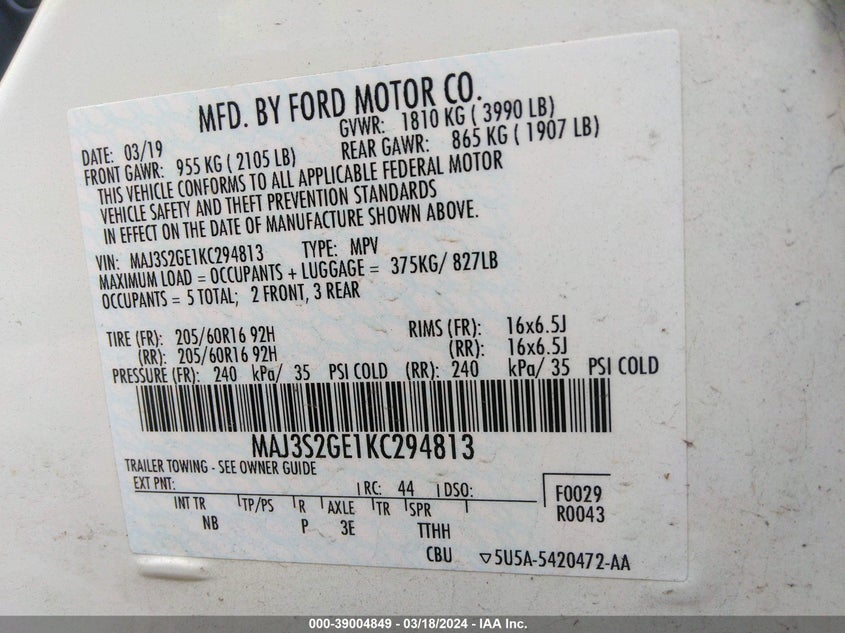 MFD. BY FORD MOTOR CO.
DATE: 03/19 GVWR: 1810 KG ( 3990 LB)
FRONT GAWR: 955 KG ( 2105 LB) REAR GAWR: 865 KG ( 1907 LB)
THIS VEHICLE CONFORMS TO ALL APPLICABLE FEDERAL MOTOR
VEHICLE SAFETY AND THEFT PREVENTION STANDARDS
IN EFFECT ON THE DATE OF MANUFACTURE SHOWN ABOVE.
VIN: MAJ3S2GE1KC294813 TYPE: MPV
MAXIMUM LOAD = OCCUPANTS + LUGGAGE = 375KG/ 827LB
OCCUPANTS = 5 TOTAL; 2 FRONT, 3 REAR
TIRE (FR): 205/60R16 92H RIMS (FR): 16x6.5J
(RR): 205/60R16 92H (RR): 16x6.5J
PRESSURE (FR): 240 kPa/ 35 PSI COLD (RR): 240 kPa/ 35 PSI COLD
MAJ3S2GE1KC294813
TRAILER TOWING - SEE OWNER GUIDE
EXT PNT: RC: 44 DSO: F0029
INT TR TP/PS R AXLE TR SPR R0043
NB P 3E TTHH
CBU ▽5U5A-5420472-AA
000-39004849 - 03/18/2024 - IAA Inc.